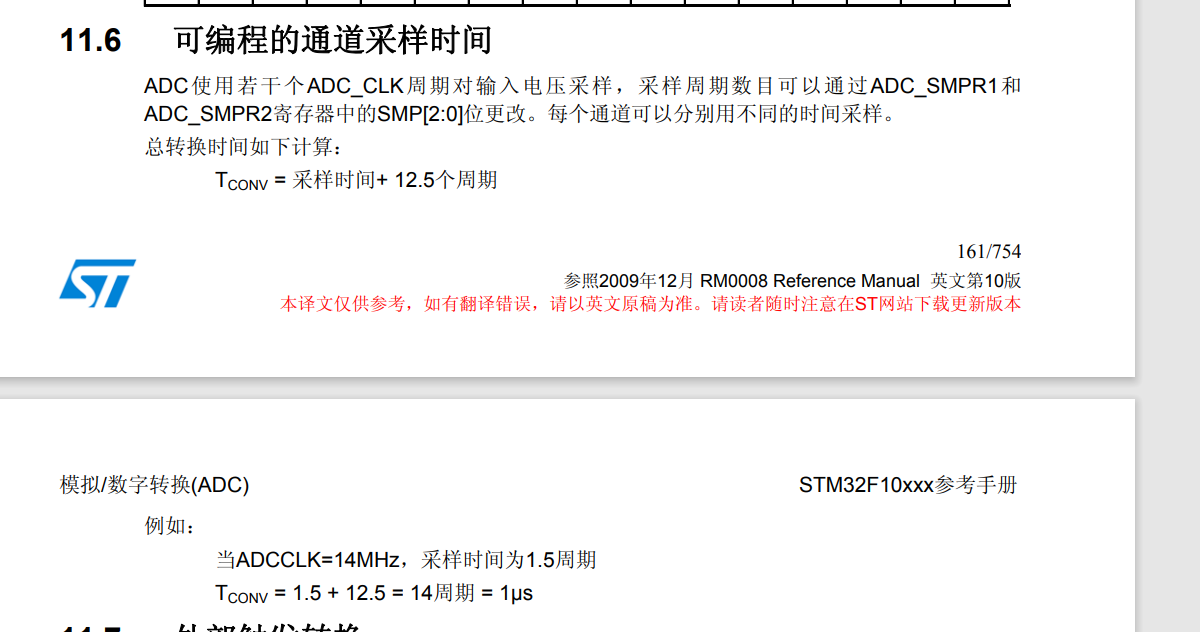 11.6 可编程的通道采样时间
ADC使用若干个ADC_CLK周期对输入电压采样，采样周期数目可以通过ADC_SMPR1和
ADC_SMPR2寄存器中的SMP[2:0]位更改。每个通道可以分别用不同的时间采样。
总转换时间如下计算：
TCONV = 采样时间+ 12.5个周期
161/754
ST
参照2009年12月 RM0008 Reference Manual 英文第10版
本译文仅供参考，如有翻译错误，请以英文原稿为准。请读者随时注意在ST网站下载更新版本
模拟/数字转换(ADC) STM32F10xxx参考手册
例如：
当ADCCLK=14MHz，采样时间为1.5周期
TCONV = 1.5 + 12.5 = 14周期 = 1μs
11.7 外部触发转换